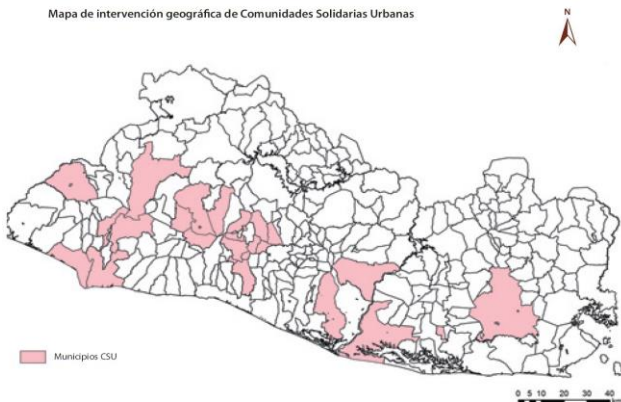 Mapa de intervención geográfica de Comunidades Solidarias Urbanas
N
Municipios CSU
0 5 10 20 30 40